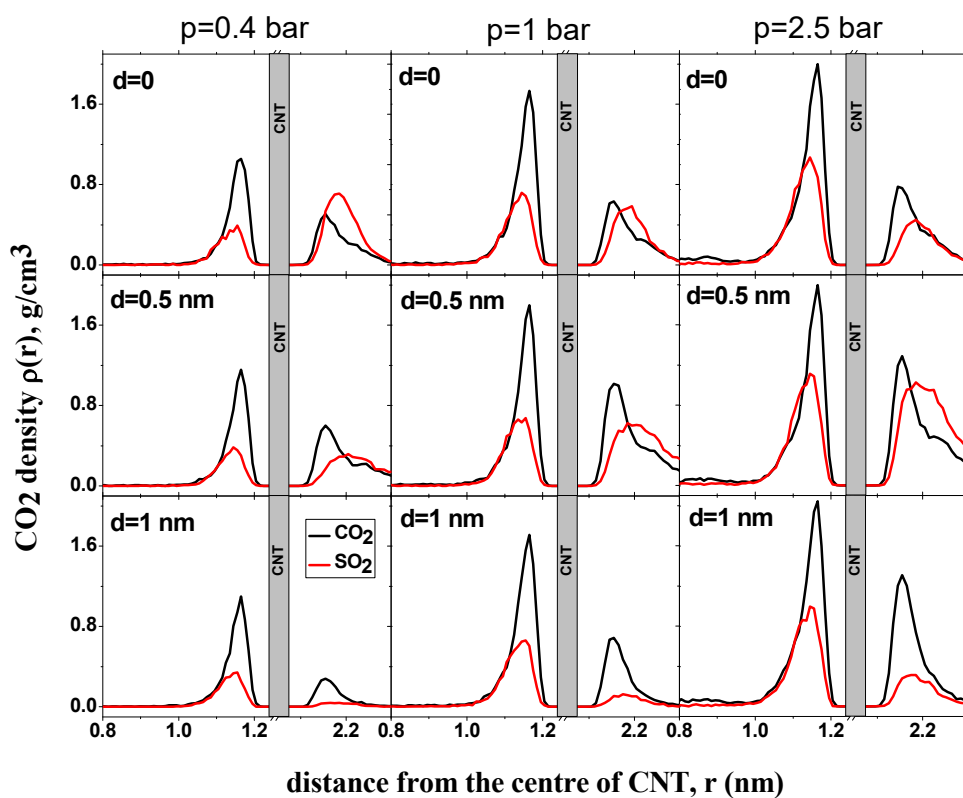 p=0.4 bar p=1 bar p=2.5 bar
d=0 d=0 d=0
CNT CNT CNT
1.6
0.8
0.0
d=0.5 nm d=0.5 nm d=0.5 nm
CNT CNT CNT
1.6
0.8
0.0
d=1 nm d=1 nm d=1 nm
CO2
SO2
CNT CNT CNT
1.6
0.8
0.0
0.8 1.0 1.2 2.2 0.8 1.0 1.2 2.2 0.8 1.0 1.2 2.2
CO2 density ρ(r), g/cm3
distance from the centre of CNT, r (nm)